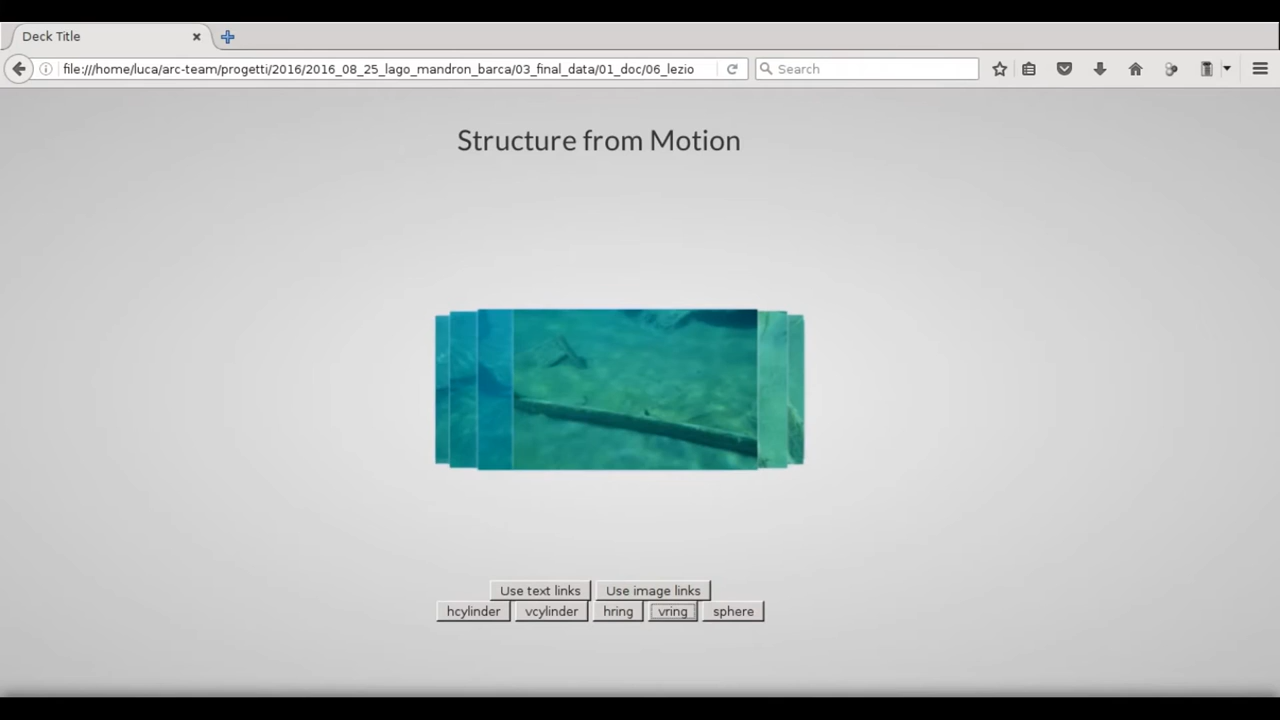 Deck Title
file:///home/luca/arc-team/progetti/2016/2016_08_25_lago_mandron_barca/03_final_data/01_doc/06_lezio
Search
Structure from Motion
Use text links Use image links
hcylinder vcylinder hring vring sphere